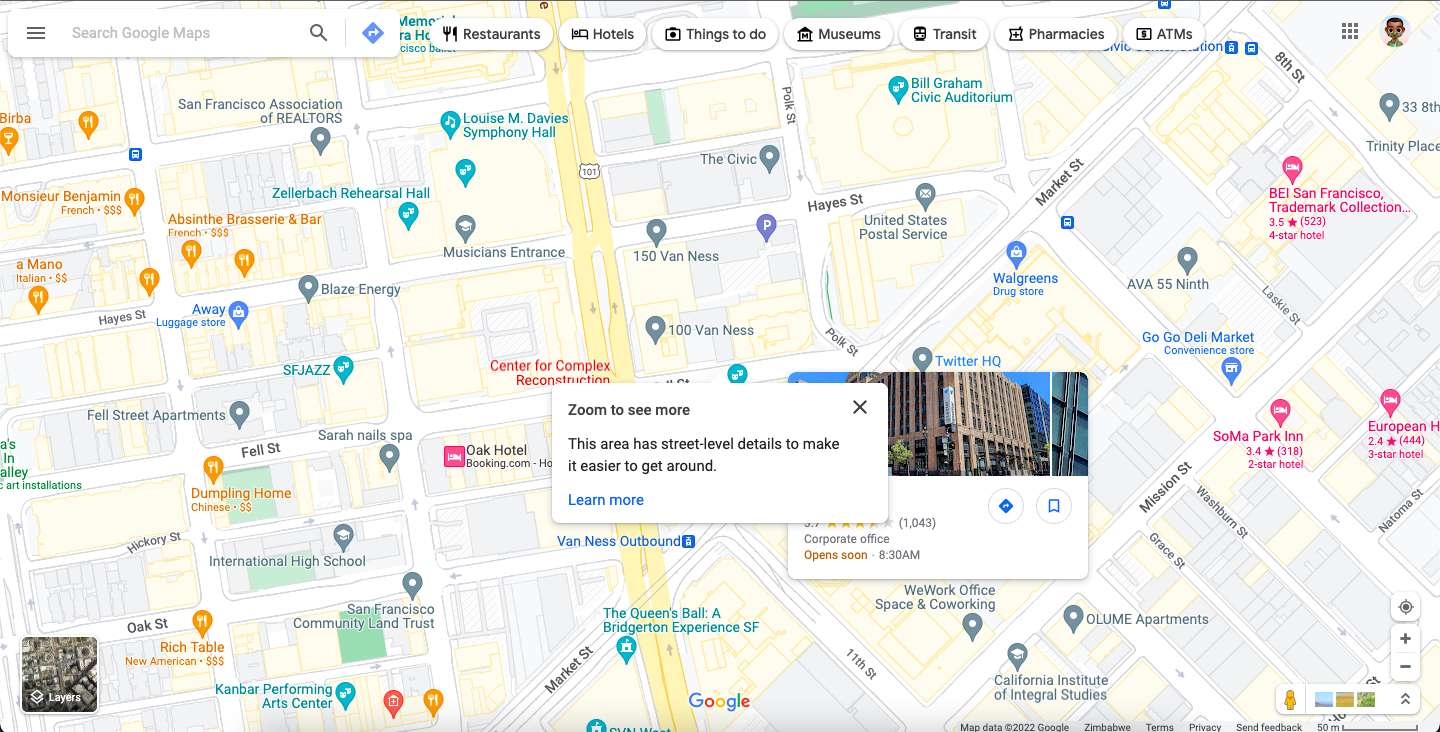 Search Google Maps
Restaurants
Hotels
Things to do
Museums
Transit
Pharmacies
ATMs
Memorial
ra Ho
cisco ballet
e
Civic Center Station
8th St
Birba
San Francisco Association
of REALTORS
Louise M. Davies
Symphony Hall
Bill Graham
Civic Auditorium
Polk St
33 8th
Trinity Place
The Civic
101
Market St
Monsieur Benjamin
French • $$$
Zellerbach Rehearsal Hall
Absinthe Brasserie & Bar
French • $$$
Musicians Entrance
Hayes St
United States
Postal Service
P
BEI San Francisco,
Trademark Collection...
3.5 ★ (523)
4-star hotel
150 Van Ness
a Mano
Italian • $$
Blaze Energy
Walgreens
Drug store
AVA 55 Ninth
Laskie St
Away
Luggage store
Hayes St
100 Van Ness
Polk St
Go Go Deli Market
Convenience store
Twitter HQ
SFJAZZ
Center for Complex
Reconstruction
ll St
Fell Street Apartments
Zoom to see more
This area has street-level details to make
it easier to get around.
Learn more
Sarah nails spa
Fell St
's
In
alley
c art installations
Oak Hotel
Booking.com - Ho
SoMa Park Inn
3.4 ★ (318)
2-star hotel
European H
2.4 ★ (444)
3-star hotel
Mission St
Washburn St
Natoma St
Grace St
Dumpling Home
Chinese • $$
3.7 (1,043)
Corporate office
Opens soon · 8:30AM
Hickory St
International High School
Van Ness Outbound
WeWork Office
Space & Coworking
San Francisco
Community Land Trust
Oak St
The Queen's Ball: A
Bridgerton Experience SF
OLUME Apartments
Rich Table
New American • $$$
Market St
11th St
California Institute
of Integral Studies
Layers
Kanbar Performing
Arts Center
Google
SVN West
Map data ©2022 Google
Zimbabwe
Terms
Privacy
Send feedback
50 m